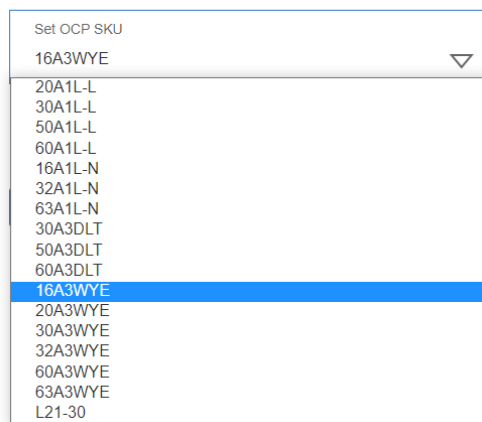 Set OCP SKU
16A3WYE
20A1L-L
30A1L-L
50A1L-L
60A1L-L
16A1L-N
32A1L-N
63A1L-N
30A3DLT
50A3DLT
60A3DLT
16A3WYE
20A3WYE
30A3WYE
32A3WYE
60A3WYE
63A3WYE
L21-30